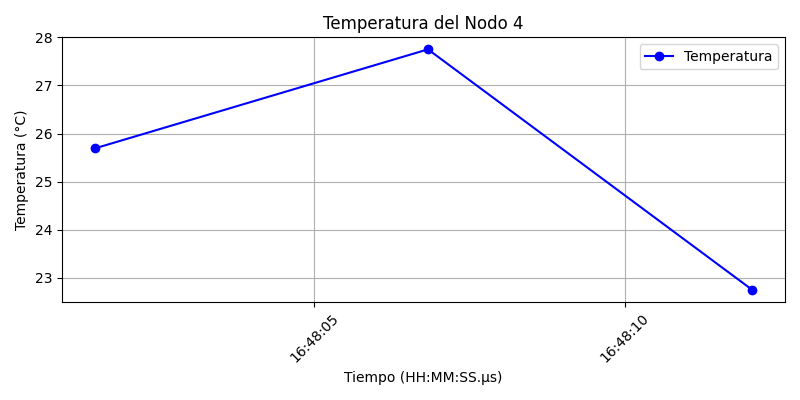 Temperatura del Nodo 4
Temperatura
28
27
26
25
24
23
Temperatura (°C)
16:48:05
16:48:10
Tiempo (HH:MM:SS.µs)